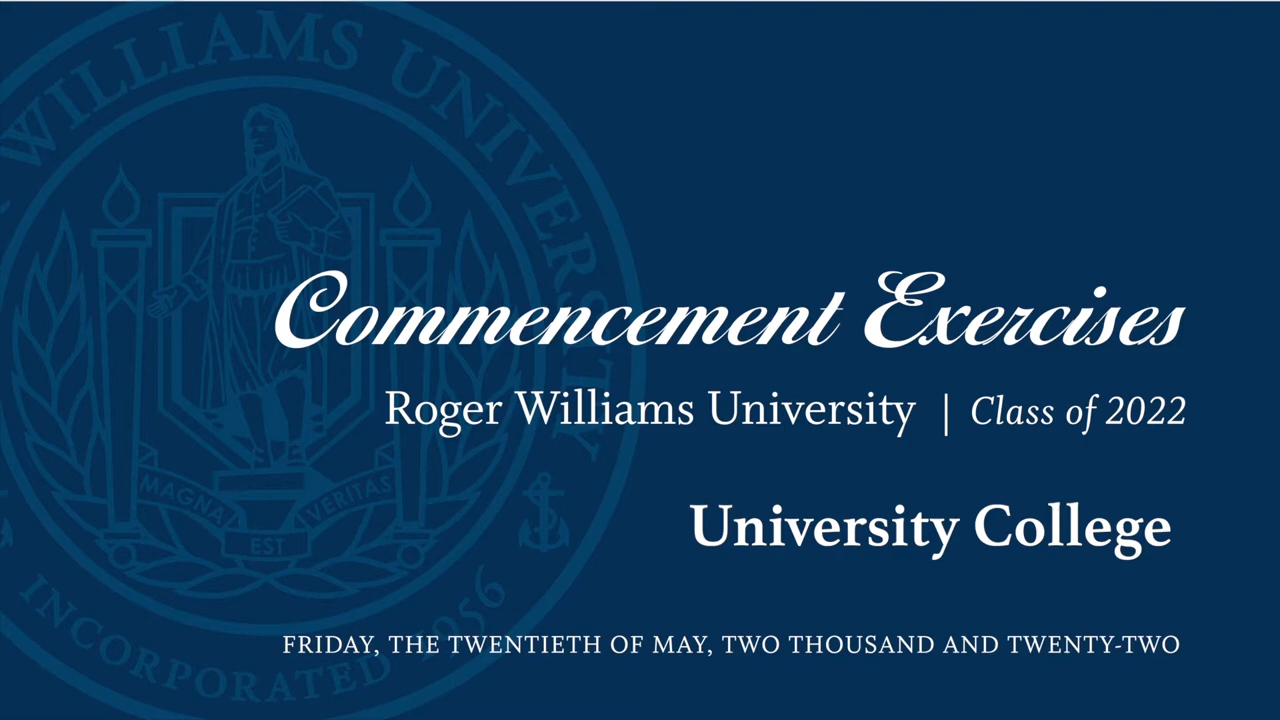 WILLIAMS UNIVERSITY
Commencement Exercises
Roger Williams University | Class of 2022
MAGNA EST VERITAS
University College
INCORPORATED 1956
FRIDAY, THE TWENTIETH OF MAY, TWO THOUSAND AND TWENTY-TWO